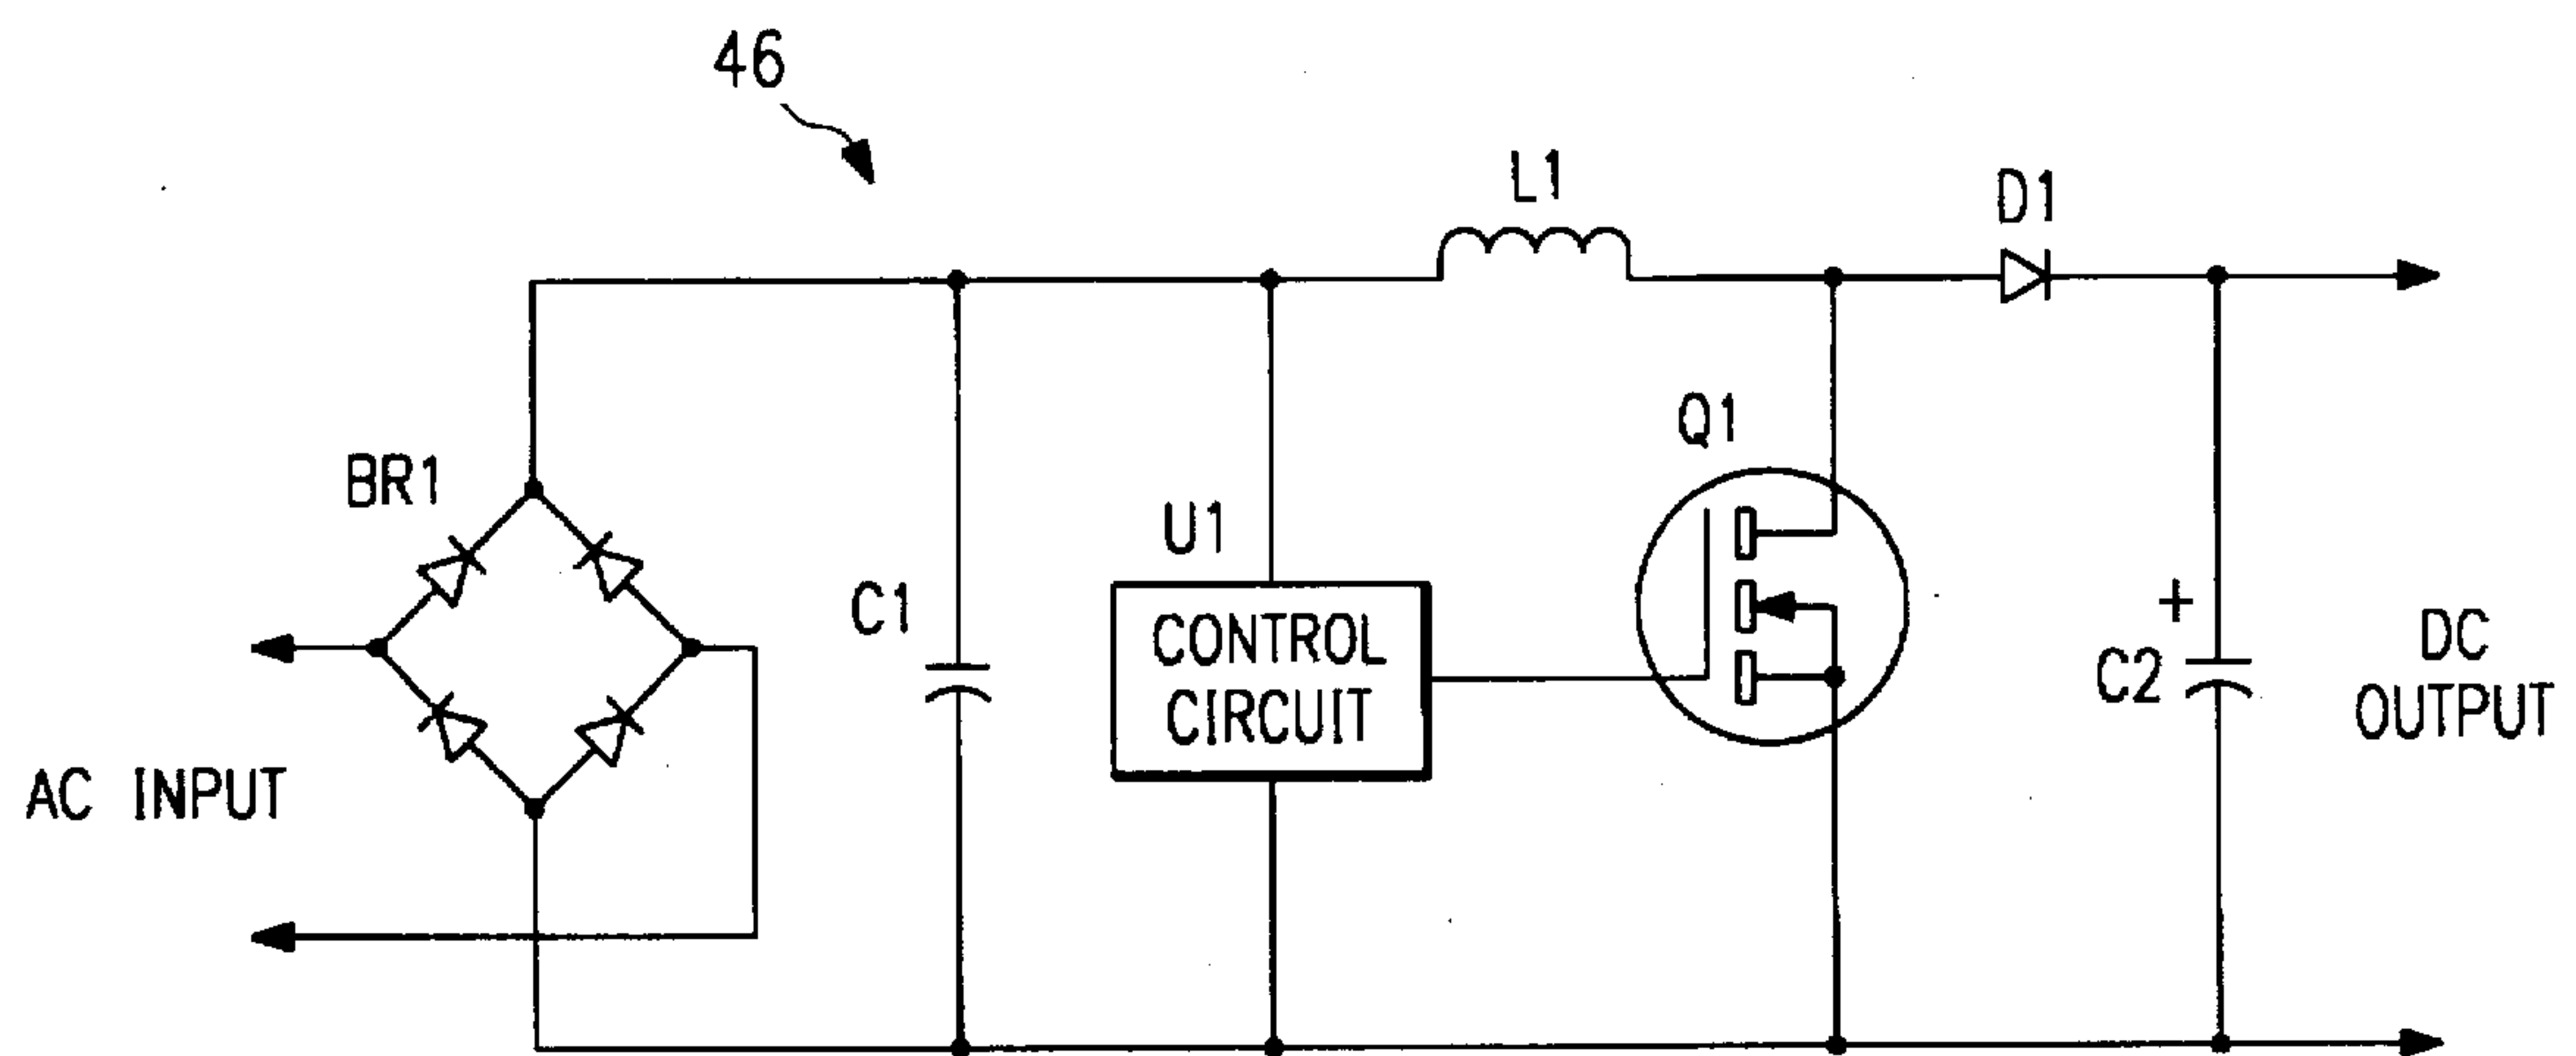 46
L1
D1
Q1
BR1
U1
C1
CONTROL
CIRCUIT
+
C2
DC
OUTPUT
AC INPUT